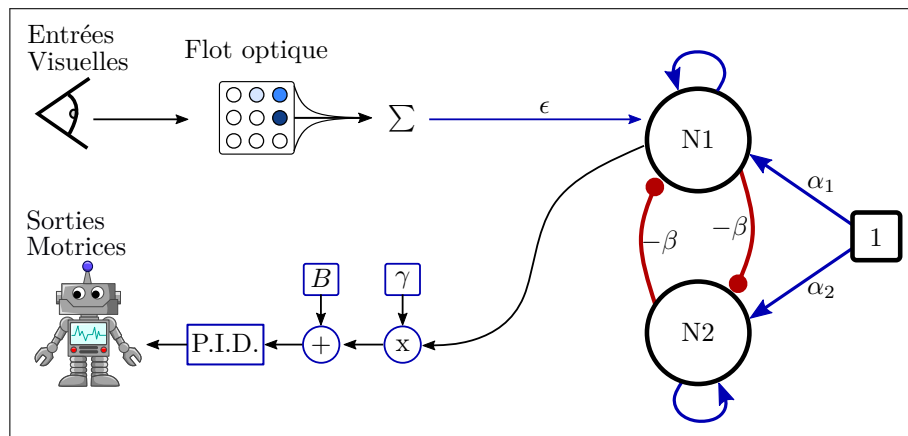 Entrées
Visuelles
Flot optique
∑
ϵ
N1
α₁
1
-β
-β
α₂
N2
Sorties
Motrices
B
γ
P.I.D.
+
x